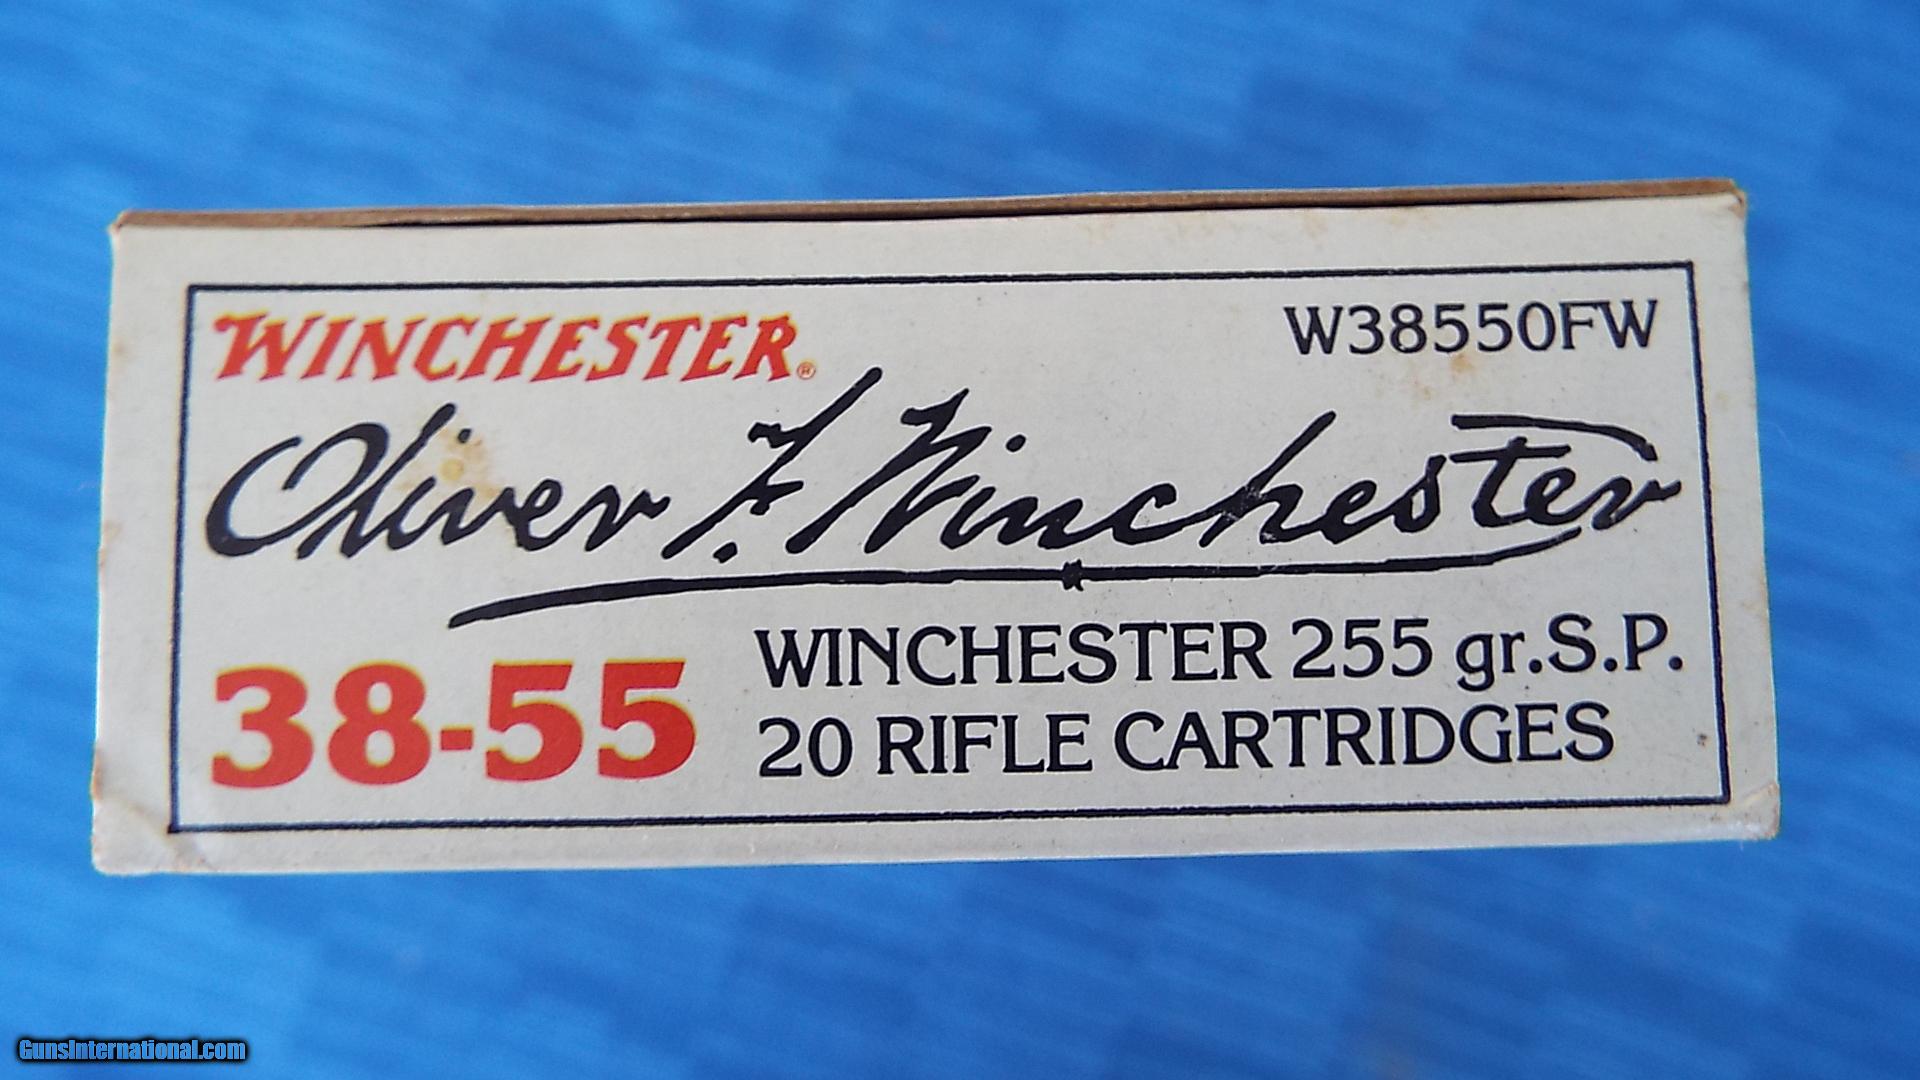 WINCHESTER®
W38550FW
Oliver F. Winchester
38-55
WINCHESTER 255 gr.S.P.
20 RIFLE CARTRIDGES
GunsInternational.com